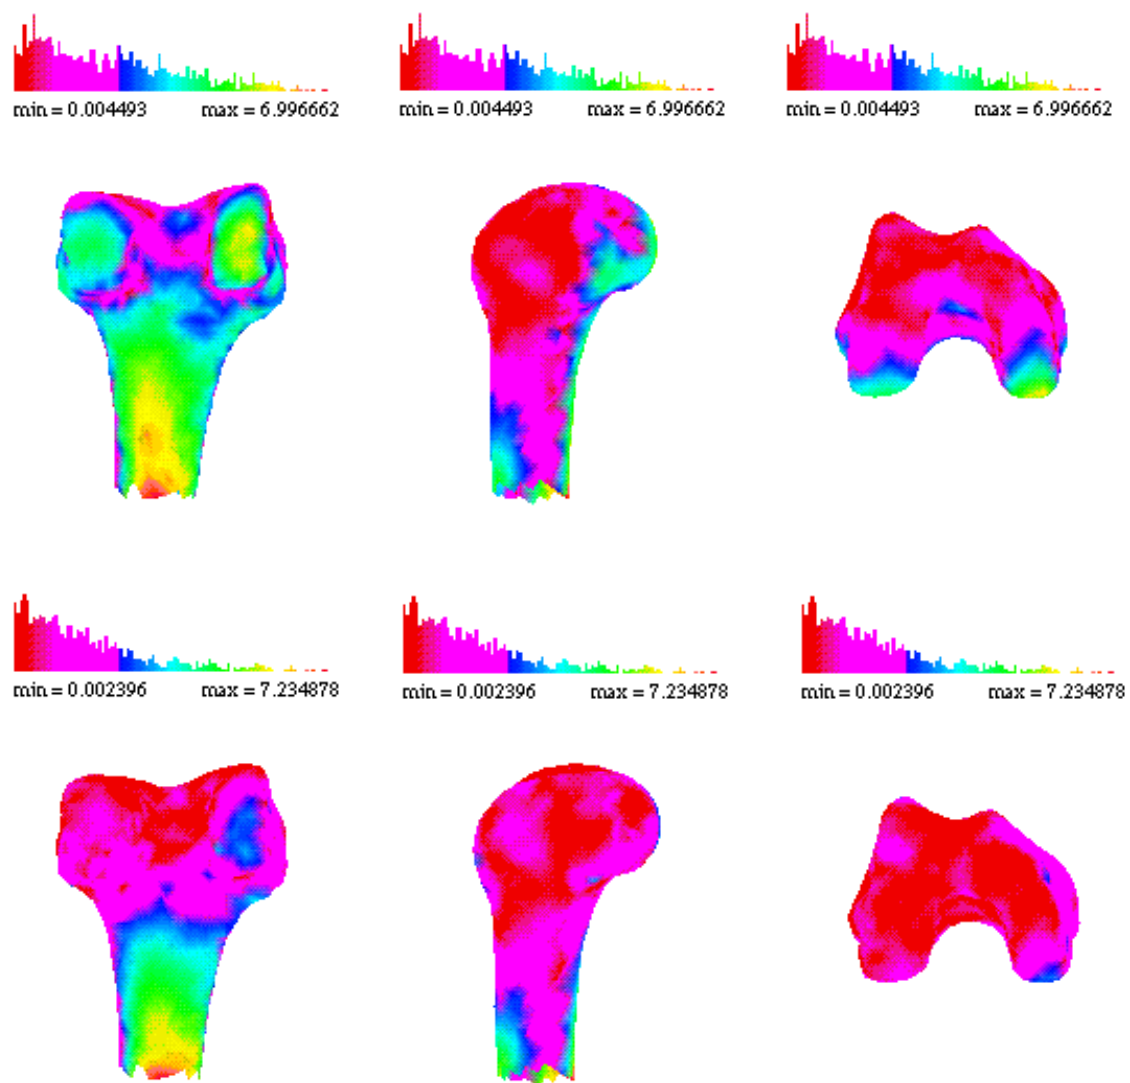 min = 0.004493 max = 6.996662 min = 0.004493 max = 6.996662 min = 0.004493 max = 6.996662
min = 0.002396 max = 7.234878 min = 0.002396 max = 7.234878 min = 0.002396 max = 7.234878